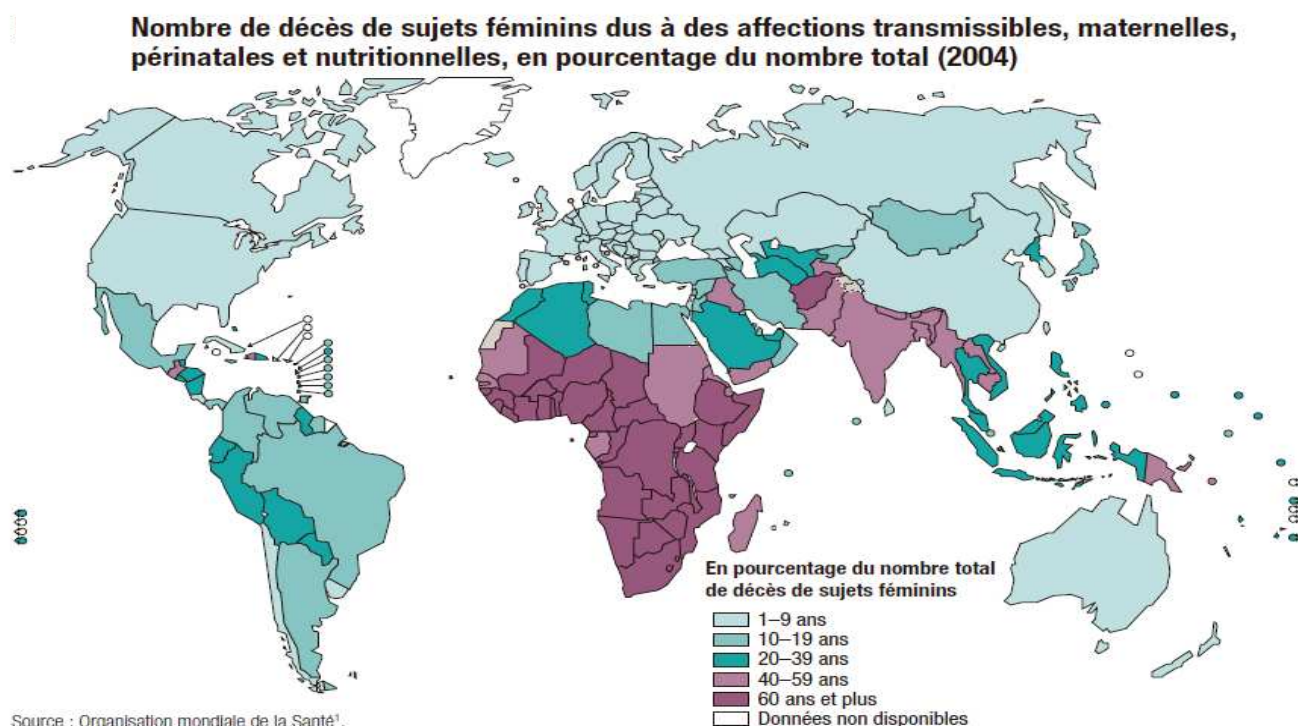 Nombre de décès de sujets féminins dus à des affections transmissibles, maternelles,
périnatales et nutritionnelles, en pourcentage du nombre total (2004)
En pourcentage du nombre total
de décès de sujets féminins
1–9 ans
10–19 ans
20–39 ans
40–59 ans
60 ans et plus
Données non disponibles
Source : Organisation mondiale de la Santé¹.